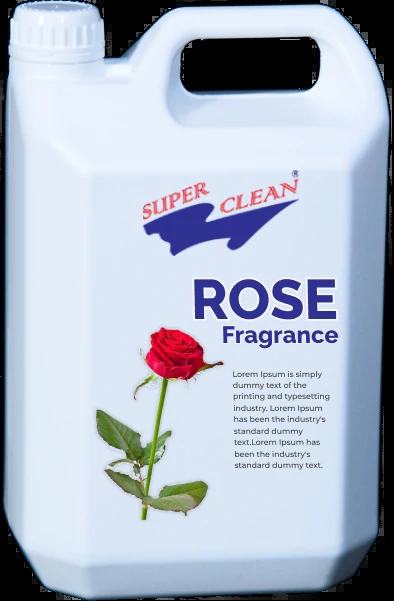 SUPER CLEAN®
ROSE
Fragrance
Lorem Ipsum is simply
dummy text of the
printing and typesetting
industry. Lorem Ipsum
has been the industry's
standard dummy
text.Lorem Ipsum has
been the industry's
standard dummy text.